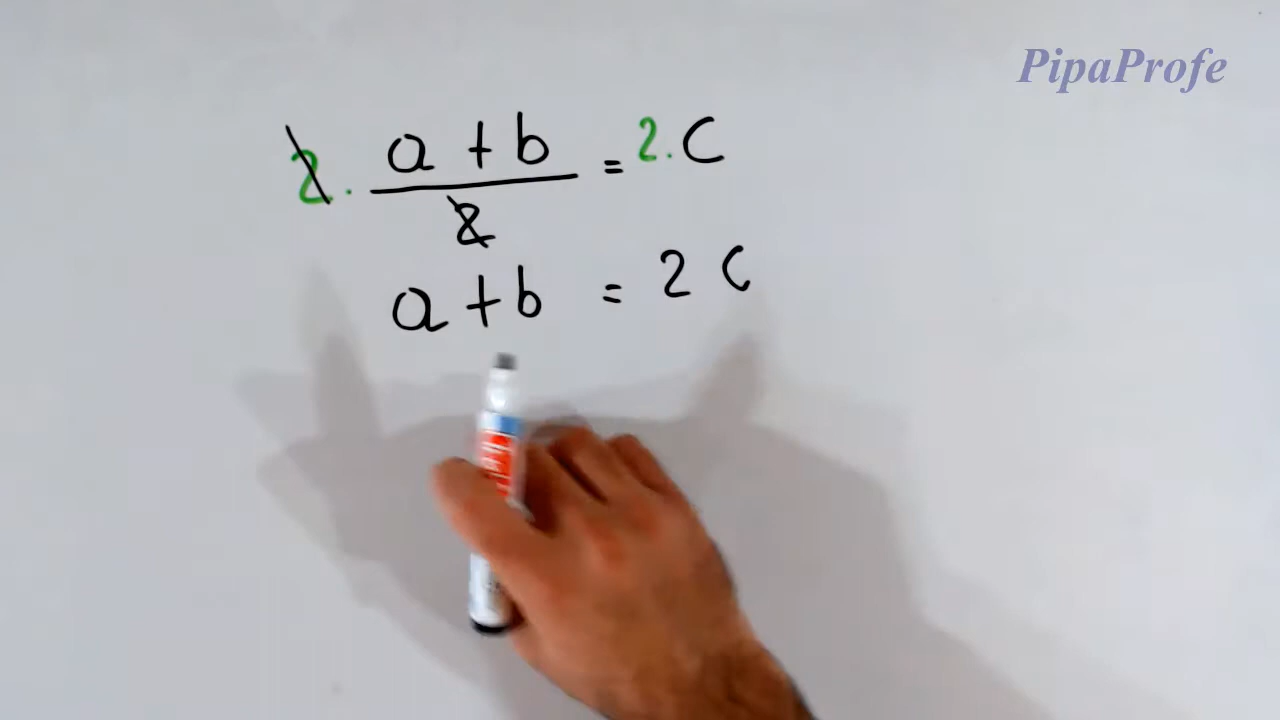 PipaProfe
2. a + b / 2 = 2. C
a + b = 2 C